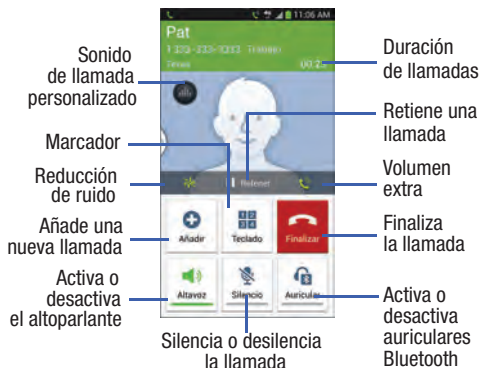 11:06 AM
Pat
Sonido
de llamada
personalizado
Duración
de llamadas
Marcador
Retiene una
llamada
Retener
Reducción
de ruido
Volumen
extra
Añade una
nueva llamada
Añadir
Teclado
Finalizar
Finaliza
la llamada
Activa o
desactiva
el altoparlante
Altavoz
Silencio
Auricular
Activa o
desactiva
auriculares
Bluetooth
Silencia o desilencia
la llamada